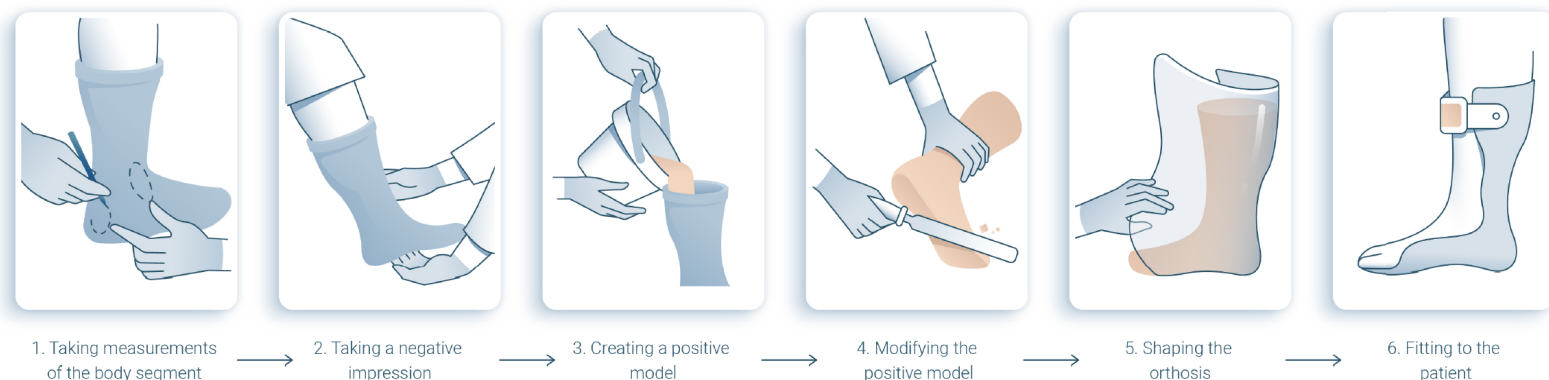 1. Taking measurements
of the body segment
2. Taking a negative
impression
3. Creating a positive
model
4. Modifying the
positive model
5. Shaping the
orthosis
6. Fitting to the
patient